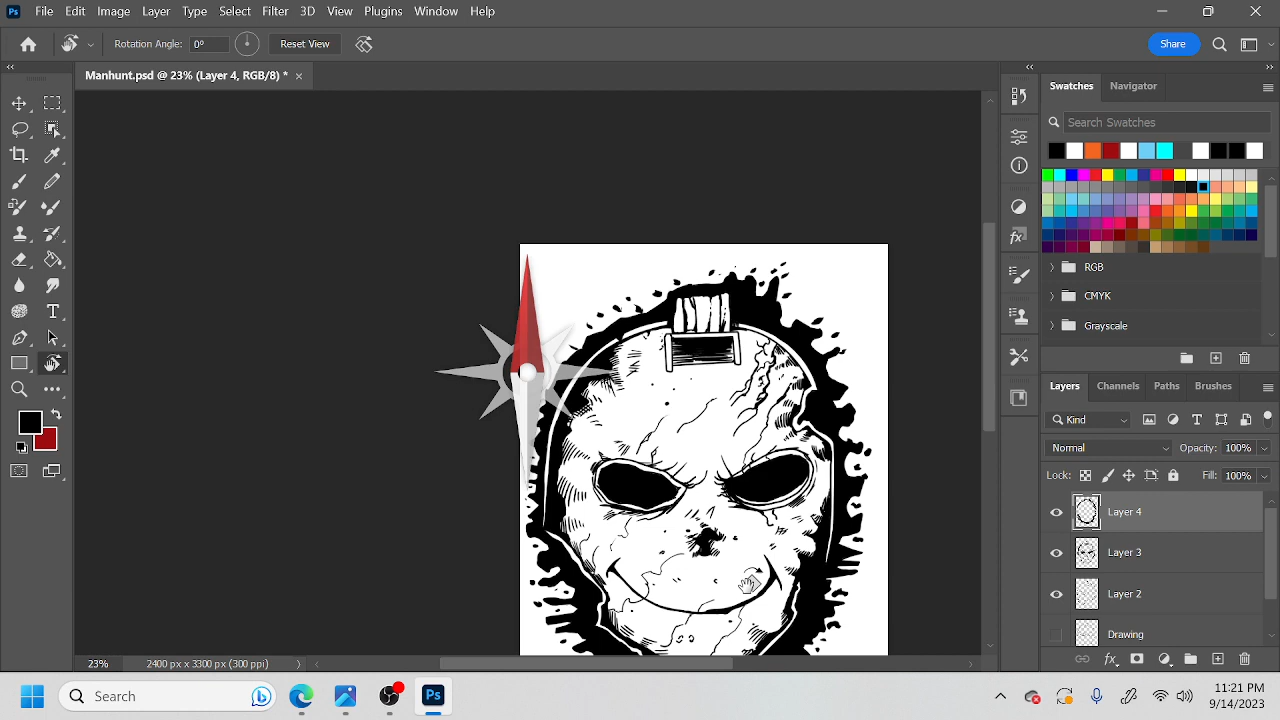 Ps File Edit Image Layer Type Select Filter 3D View Plugins Window Help
Rotation Angle: 0° Reset View Share
Manhunt.psd @ 23% (Layer 4, RGB/8) *
Swatches Navigator
Search Swatches
RGB
CMYK
Layers Channels Paths Brushes
Kind
Normal Opacity: 100%
Lock: Fill: 100%
Layer 4
Layer 3
Layer 2
Drawing
23% 2400 px x 3300 px (300 ppi)
Search Ps 11:21 PM
9/14/2023